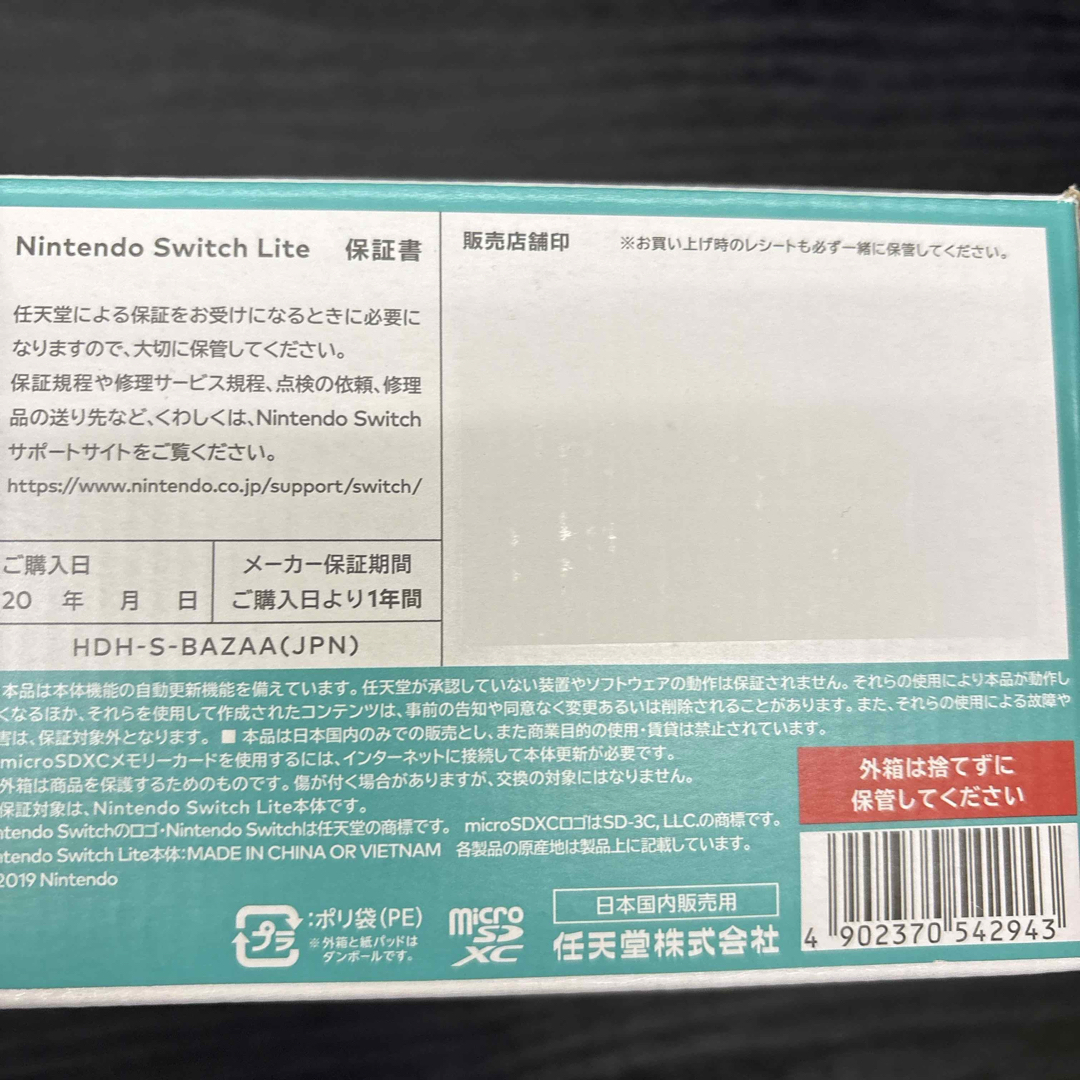 Nintendo Switch Lite 保証書
任天堂による保証をお受けになるときに必要に
なりますので、大切に保管してください。
保証規程や修理サービス規程、点検の依頼、修理
品の送り先など、くわしくは、Nintendo Switch
サポートサイトをご覧ください。
https://www.nintendo.co.jp/support/switch/
ご購入日
20 年 月 日
メーカー保証期間
ご購入日より1年間
HDH-S-BAZAA(JPN)
販売店舗印 ※お買い上げ時のレシートも必ず一緒に保管してください。
本品は本体機能の自動更新機能を備えています。任天堂が承認していない装置やソフトウェアの動作は保証されません。それらの使用により本品が動作し
くなるほか、それらを使用して作成されたコンテンツは、事前の告知や同意なく変更あるいは削除されることがあります。また、それらの使用による故障や
害は、保証対象外となります。 ■ 本品は日本国内のみでの販売とし、また商業目的の使用・賃貸は禁止されています。
microSDXCメモリーカードを使用するには、インターネットに接続して本体更新が必要です。
外箱は商品を保護するためのものです。傷が付く場合がありますが、交換の対象にはなりません。
保証対象は、Nintendo Switch Lite本体です。
ntendo Switchのロゴ・Nintendo Switchは任天堂の商標です。 microSDXCロゴはSD-3C, LLC.の商標です。
ntendo Switch Lite本体:MADE IN CHINA OR VIETNAM 各製品の原産地は製品上に記載しています。
2019 Nintendo
外箱は捨てずに
保管してください
プラ
:ポリ袋(PE)
※外箱と紙パッドは
ダンボールです。
micro
SD
XC
日本国内販売用
任天堂株式会社
4 902370 542943